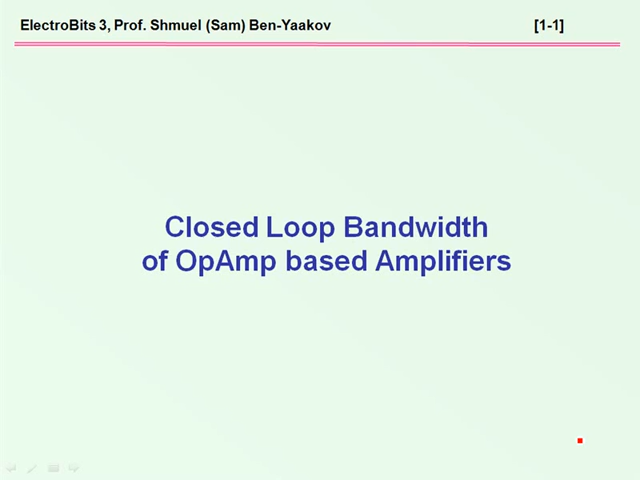 ElectroBits 3, Prof. Shmuel (Sam) Ben-Yaakov [1-1]
Closed Loop Bandwidth
of OpAmp based Amplifiers